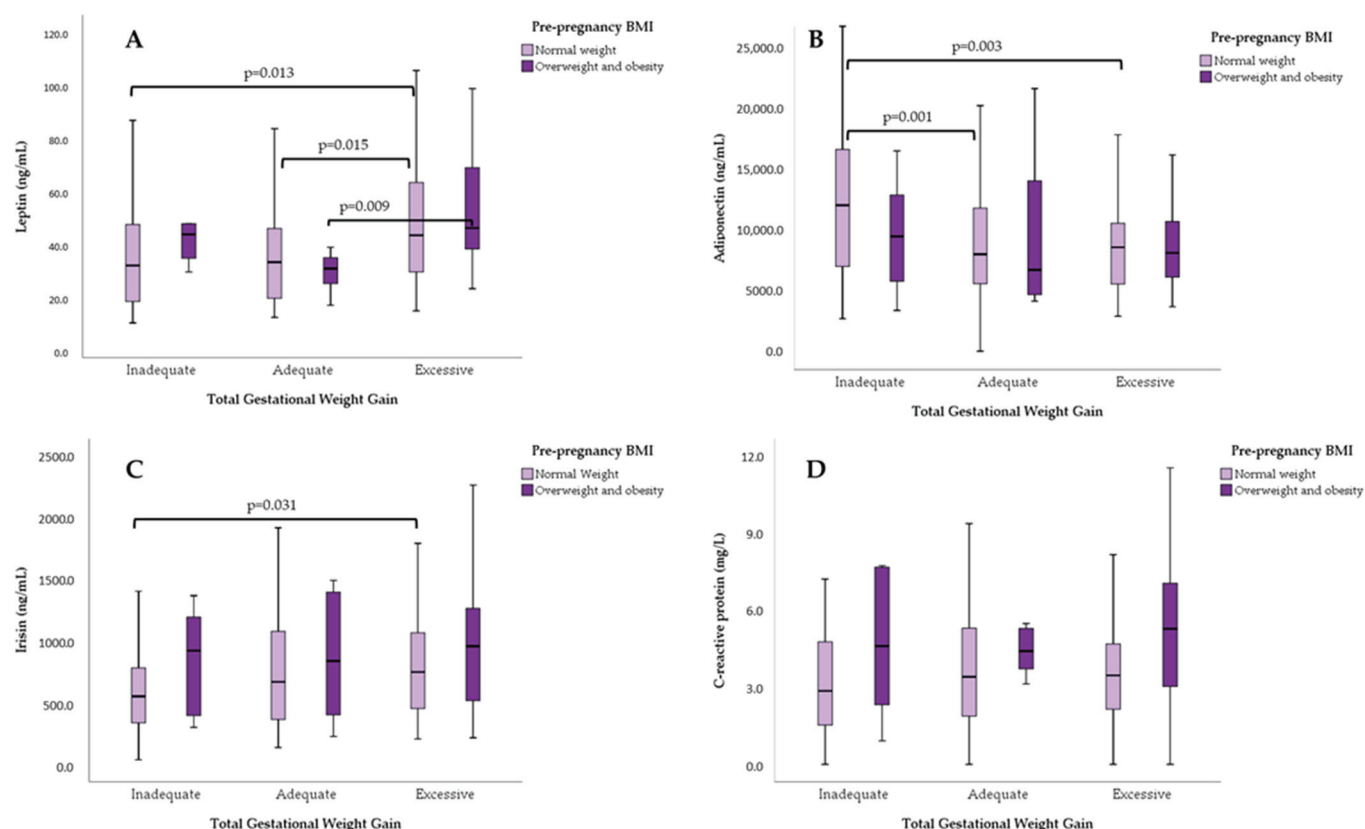 A
Pre-pregnancy BMI
Normal weight
Overweight and obesity
120.0
100.0
80.0
60.0
40.0
20.0
0.0
Leptin (ng/mL)
p=0.013
p=0.015
p=0.009
Inadequate Adequate Excessive
Total Gestational Weight Gain
B
Pre-pregnancy BMI
Normal weight
Overweight and obesity
25,000.0
20,000.0
15,000.0
10,000.0
5000.0
0.0
Adiponectin (ng/mL)
p=0.003
p=0.001
Inadequate Adequate Excessive
Total Gestational Weight Gain
C
Pre-pregnancy BMI
Normal Weight
Overweight and obesity
2500.0
2000.0
1500.0
1000.0
500.0
0.0
Irisin (ng/mL)
p=0.031
Inadequate Adequate Excessive
Total Gestational Weight Gain
D
Pre-pregnancy BMI
Normal weight
Overweight and obesity
12.0
9.0
6.0
3.0
0.0
C-reactive protein (mg/L)
Inadequate Adequate Excessive
Total Gestational Weight Gain